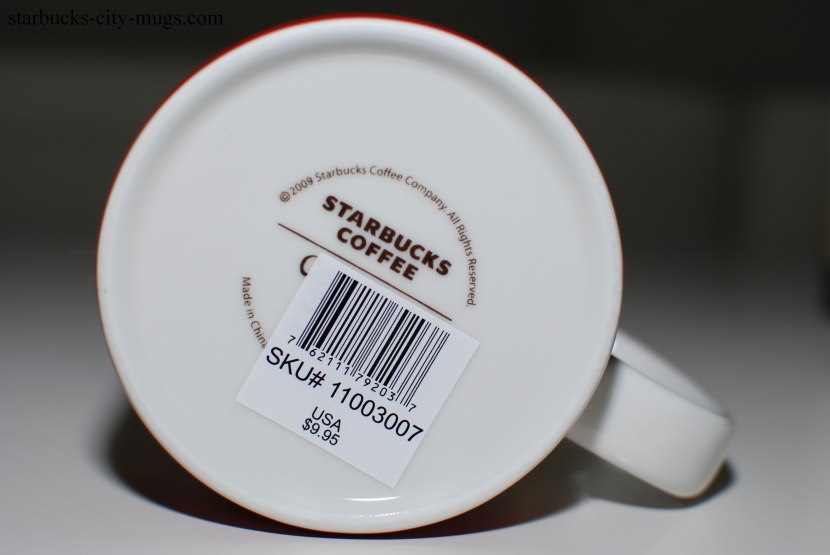 starbucks-city-mugs.com
© 2009 Starbucks Coffee Company. All Rights Reserved.
STARBUCKS
COFFEE
Made in China
7 62111 79203 7
SKU# 11003007
USA
$9.95